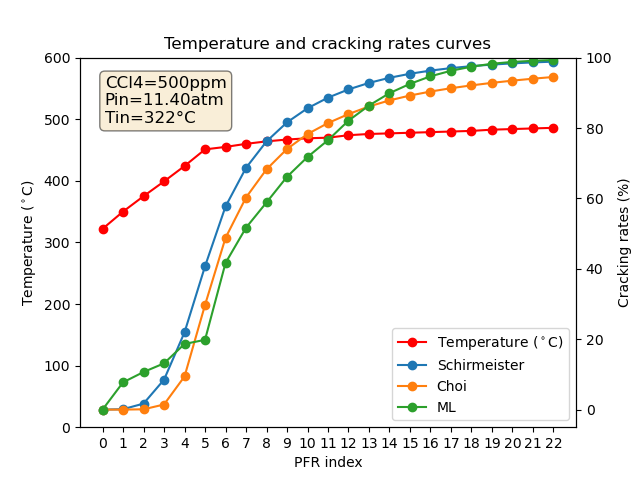 Temperature and cracking rates curves
CCl4=500ppm
Pin=11.40atm
Tin=322°C
600
500
400
300
200
100
0
Temperature (°C)
100
80
60
40
20
0
Cracking rates (%)
Temperature (°C)
Schirmeister
Choi
ML
0 1 2 3 4 5 6 7 8 9 10 11 12 13 14 15 16 17 18 19 20 21 22
PFR index